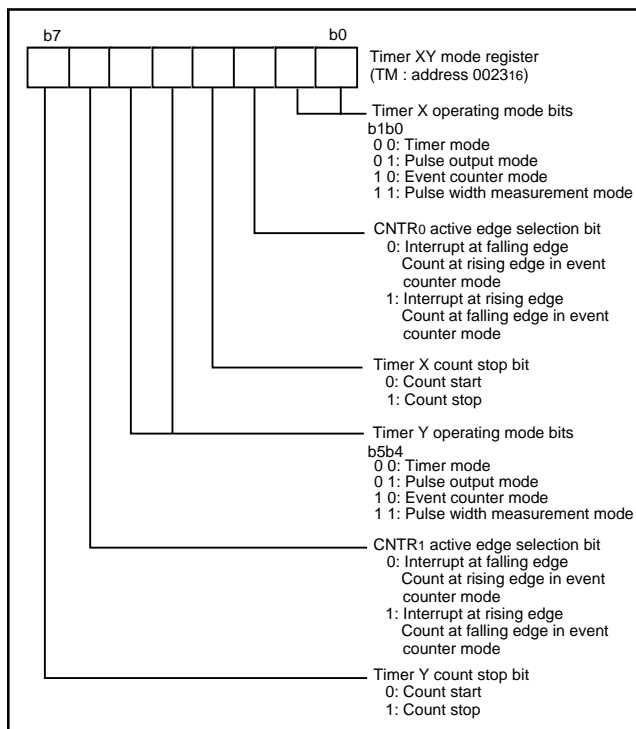 b7 b0
Timer XY mode register
(TM : address 002316)
Timer X operating mode bits
b1b0
0 0: Timer mode
0 1: Pulse output mode
1 0: Event counter mode
1 1: Pulse width measurement mode
CNTR0 active edge selection bit
0: Interrupt at falling edge
Count at rising edge in event
counter mode
1: Interrupt at rising edge
Count at falling edge in event
counter mode
Timer X count stop bit
0: Count start
1: Count stop
Timer Y operating mode bits
b5b4
0 0: Timer mode
0 1: Pulse output mode
1 0: Event counter mode
1 1: Pulse width measurement mode
CNTR1 active edge selection bit
0: Interrupt at falling edge
Count at rising edge in event
counter mode
1: Interrupt at rising edge
Count at falling edge in event
counter mode
Timer Y count stop bit
0: Count start
1: Count stop